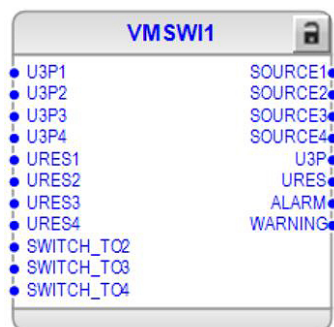 VMSWI1
U3P1 SOURCE1
U3P2 SOURCE2
U3P3 SOURCE3
U3P4 SOURCE4
URES1 U3P
URES2 URES
URES3 ALARM
URES4 WARNING
SWITCH_TO2
SWITCH_TO3
SWITCH_TO4